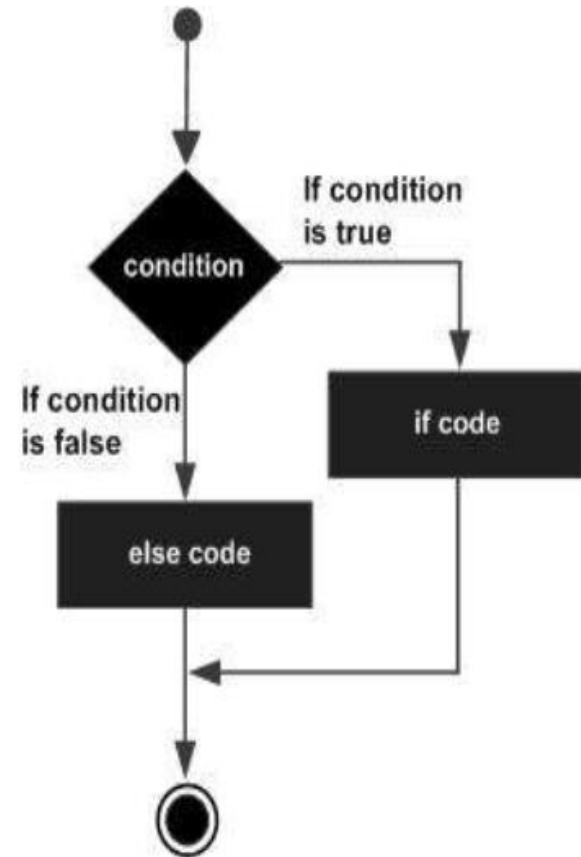 If condition
is true
condition
If condition
is false
if code
else code